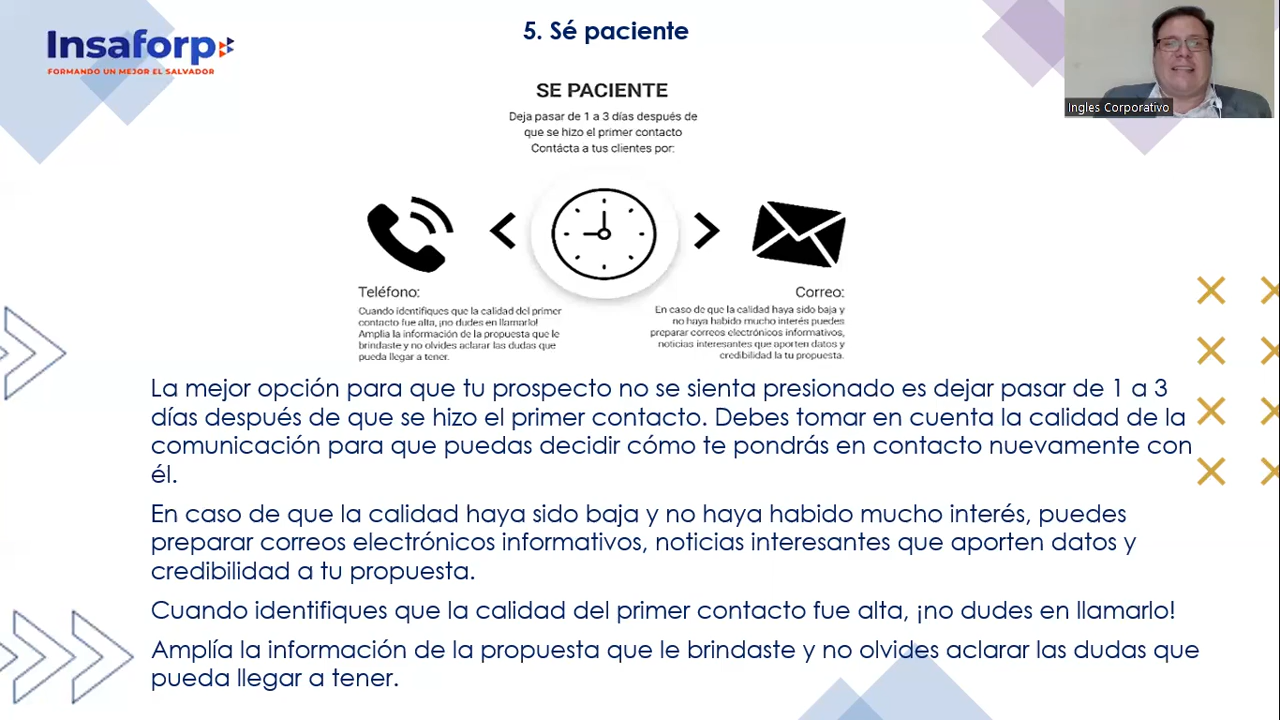 Insaforp
FORMANDO UN MEJOR EL SALVADOR
5. Sé paciente
Ingles Corporativo
SE PACIENTE
Deja pasar de 1 a 3 días después de
que se hizo el primer contacto
Contácta a tus clientes por:
Teléfono:
Cuando identifiques que la calidad del primer
contacto fue alta, ¡no dudes en llamarlo!
Amplia la información de la propuesta que le
brindaste y no olvides aclarar las dudas que
pueda llegar a tener.
Correo:
En caso de que la calidad haya sido baja y
no haya habido mucho interés puedes
preparar correos electrónicos informativos,
noticias interesantes que aporten datos y
credibilidad la tu propuesta.
La mejor opción para que tu prospecto no se sienta presionado es dejar pasar de 1 a 3
días después de que se hizo el primer contacto. Debes tomar en cuenta la calidad de la
comunicación para que puedas decidir cómo te pondrás en contacto nuevamente con
él.
En caso de que la calidad haya sido baja y no haya habido mucho interés, puedes
preparar correos electrónicos informativos, noticias interesantes que aporten datos y
credibilidad a tu propuesta.
Cuando identifiques que la calidad del primer contacto fue alta, ¡no dudes en llamarlo!
Amplía la información de la propuesta que le brindaste y no olvides aclarar las dudas que
pueda llegar a tener.